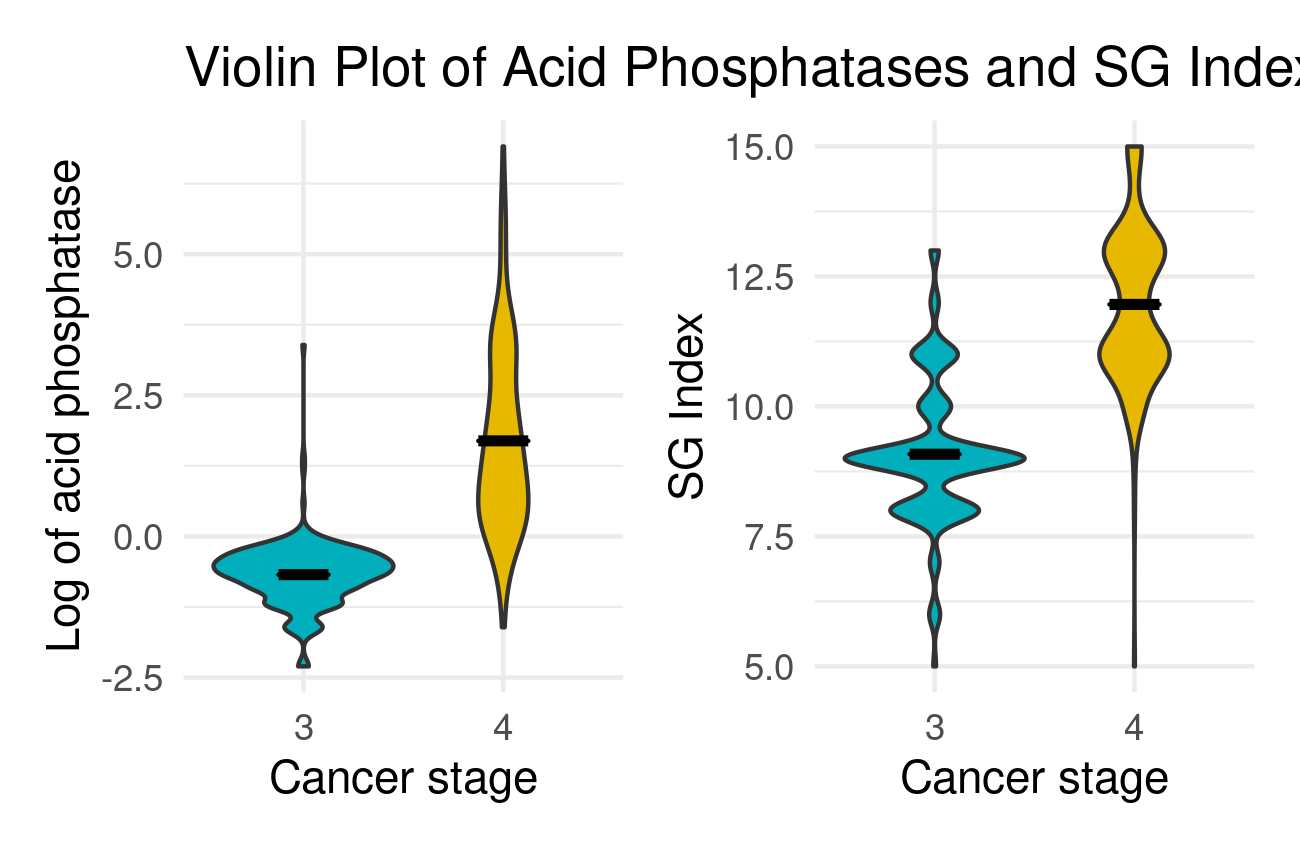 Violin Plot of Acid Phosphatases and SG Index
Log of acid phosphatase
5.0
2.5
0.0
-2.5
3 4
Cancer stage
SG Index
15.0
12.5
10.0
7.5
5.0
3 4
Cancer stage